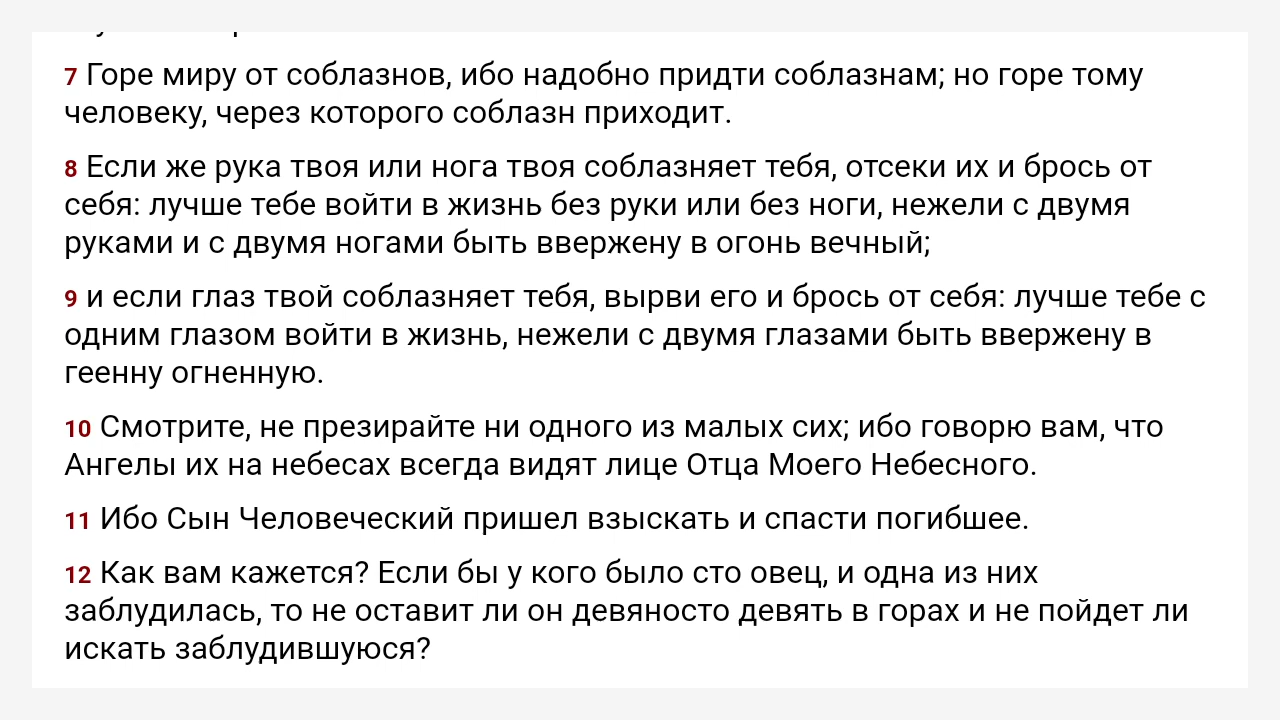 7 Горе миру от соблазнов, ибо надобно придти соблазнам; но горе тому
человеку, через которого соблазн приходит.
8 Если же рука твоя или нога твоя соблазняет тебя, отсеки их и брось от
себя: лучше тебе войти в жизнь без руки или без ноги, нежели с двумя
руками и с двумя ногами быть ввержену в огонь вечный;
9 и если глаз твой соблазняет тебя, вырви его и брось от себя: лучше тебе с
одним глазом войти в жизнь, нежели с двумя глазами быть ввержену в
геенну огненную.
10 Смотрите, не презирайте ни одного из малых сих; ибо говорю вам, что
Ангелы их на небесах всегда видят лице Отца Моего Небесного.
11 Ибо Сын Человеческий пришел взыскать и спасти погибшее.
12 Как вам кажется? Если бы у кого было сто овец, и одна из них
заблудилась, то не оставит ли он девяносто девять в горах и не пойдет ли
искать заблудившуюся?